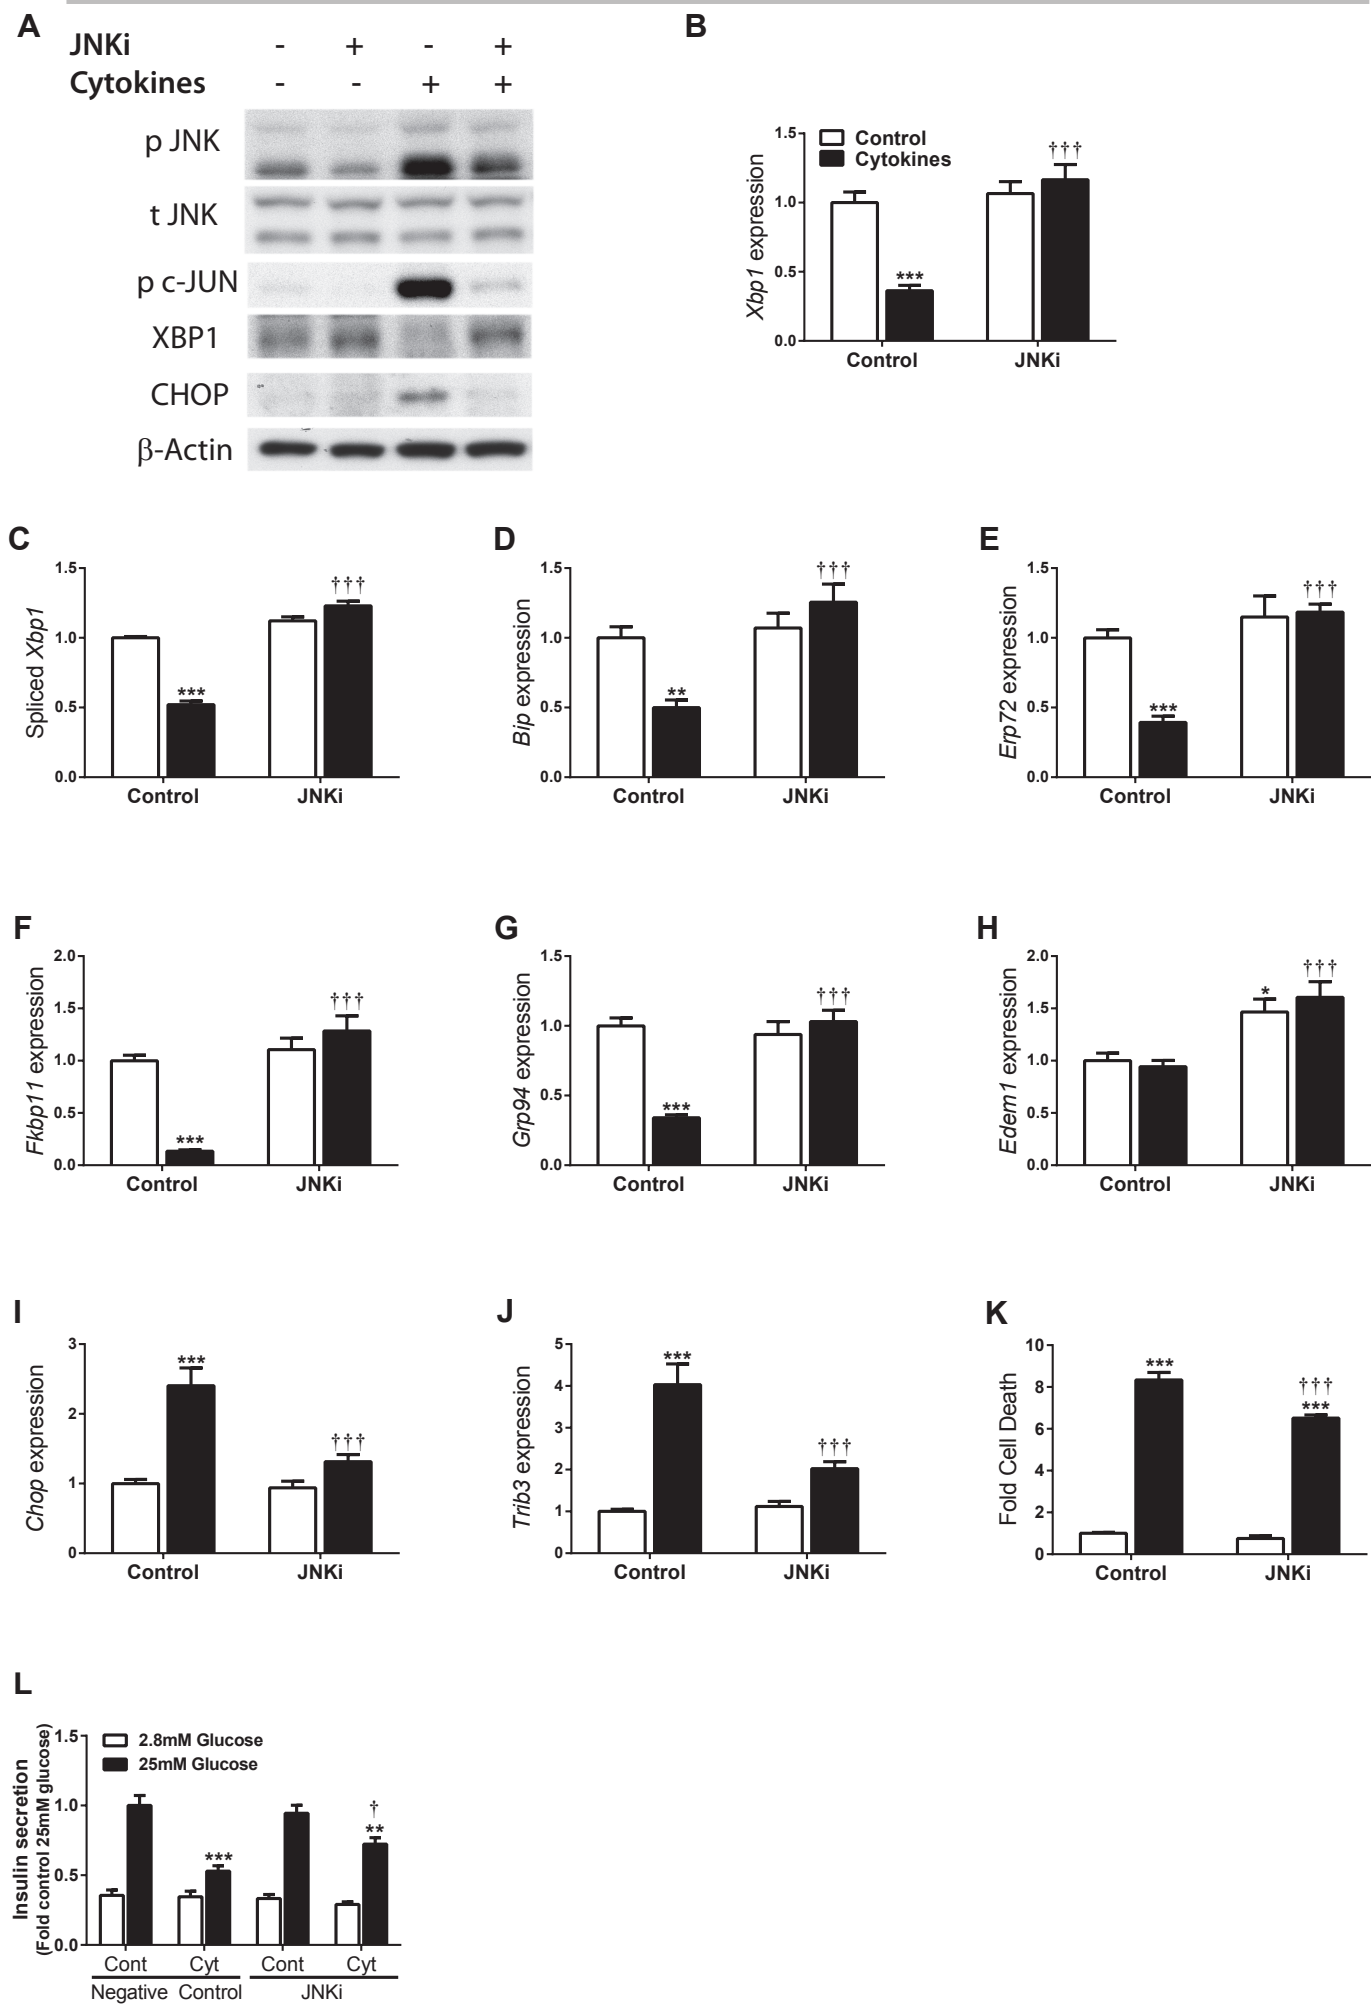 A
JNKi - + - +
Cytokines - - + +
p JNK
t JNK
p c-JUN
XBP1
CHOP
β-Actin
B
Xbp1 expression
1.5
1.0
0.5
0.0
Control
Cytokines
***
†††
Control JNKi
C
Spliced Xbp1
1.5
1.0
0.5
0.0
***
†††
Control JNKi
D
Bip expression
1.5
1.0
0.5
0.0
**
†††
Control JNKi
E
Erp72 expression
1.5
1.0
0.5
0.0
***
†††
Control JNKi
F
Fkbp11 expression
2.0
1.5
1.0
0.5
0.0
***
†††
Control JNKi
G
Grp94 expression
1.5
1.0
0.5
0.0
***
†††
Control JNKi
H
Edem1 expression
2.0
1.5
1.0
0.5
0.0
*
†††
Control JNKi
I
Chop expression
3
2
1
0
***
†††
Control JNKi
J
Trib3 expression
5
4
3
2
1
0
***
†††
Control JNKi
K
Fold Cell Death
10
8
6
4
2
0
***
†††
***
Control JNKi
L
Insulin secretion
(Fold control 25mM glucose)
1.5
1.0
0.5
0.0
2.8mM Glucose
25mM Glucose
***
†
**
Cont Cyt Cont Cyt
Negative Control JNKi